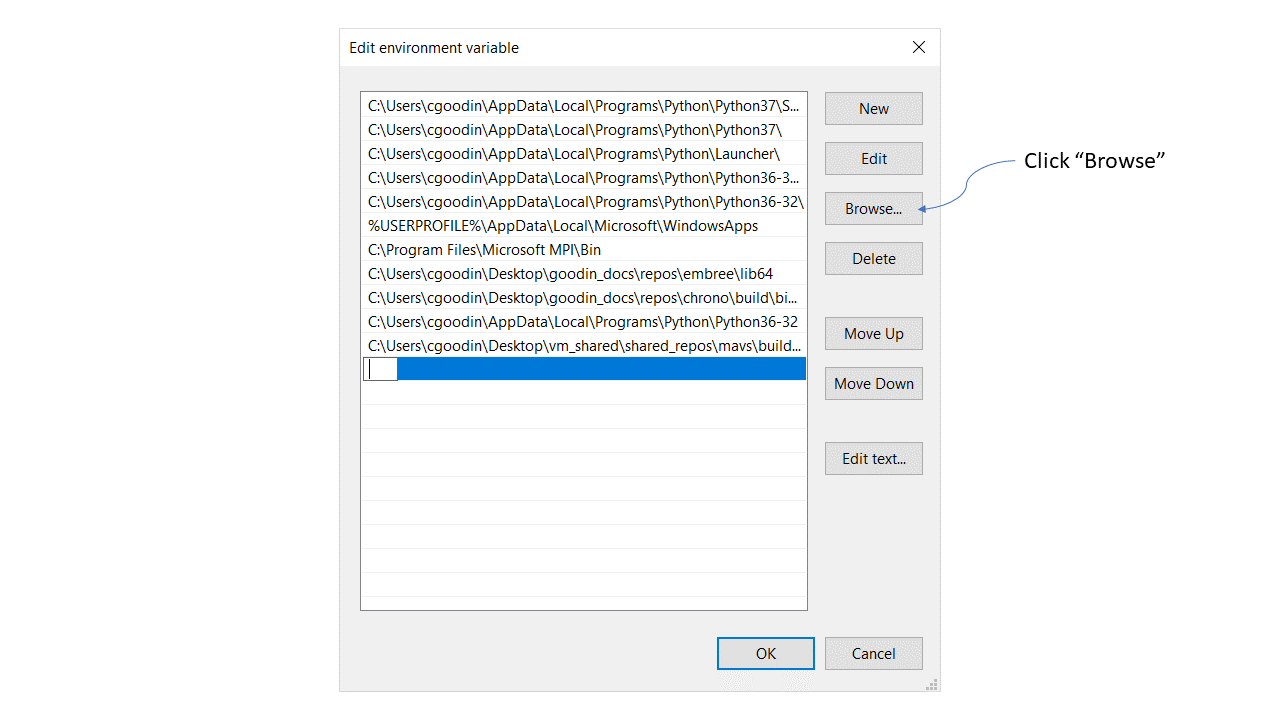 Edit environment variable
C:\Users\cgoodin\AppData\Local\Programs\Python\Python37\S...
C:\Users\cgoodin\AppData\Local\Programs\Python\Python37\
C:\Users\cgoodin\AppData\Local\Programs\Python\Launcher\
C:\Users\cgoodin\AppData\Local\Programs\Python\Python36-3...
C:\Users\cgoodin\AppData\Local\Programs\Python\Python36-32\
%USERPROFILE%\AppData\Local\Microsoft\WindowsApps
C:\Program Files\Microsoft MPI\Bin
C:\Users\cgoodin\Desktop\goodin_docs\repos\embree\lib64
C:\Users\cgoodin\Desktop\goodin_docs\repos\chrono\build\bi...
C:\Users\cgoodin\AppData\Local\Programs\Python\Python36-32
C:\Users\cgoodin\Desktop\vm_shared\shared_repos\mavs\build...
New
Edit
Browse...
Delete
Move Up
Move Down
Edit text...
OK
Cancel
Click “Browse”